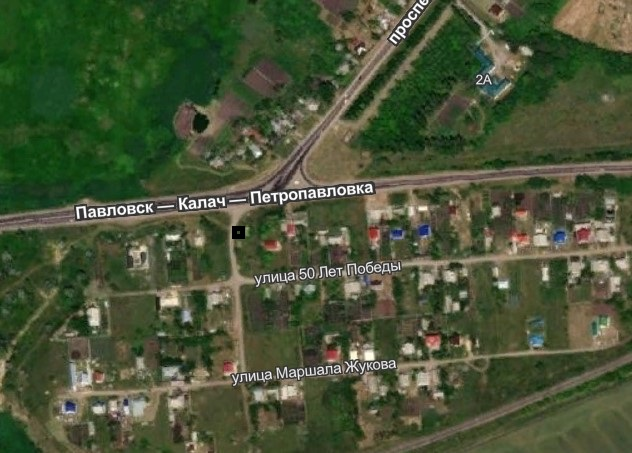 проспе
2А
Павловск — Калач — Петропавловка
улица 50 Лет Победы
улица Маршала Жукова